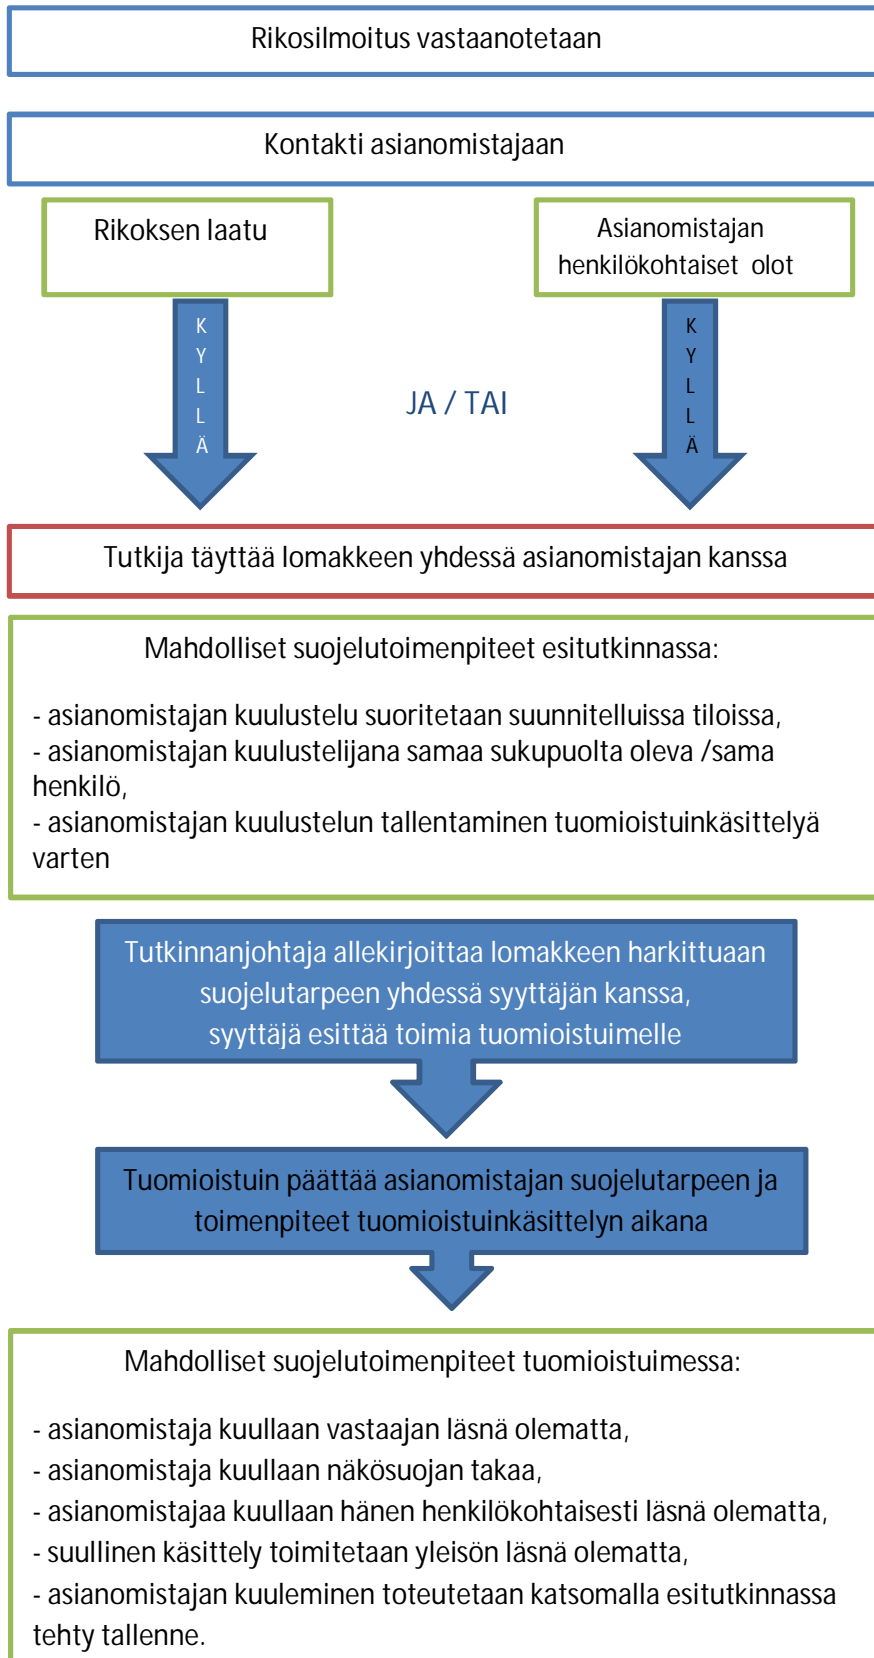 Rikosilmoitus vastaanotetaan
Kontakti asianomistajaan
Rikoksen laatu
Asianomistajan
henkilökohtaiset olot
KYLLÄ
JA / TAI
KYLLÄ
Tutkija täyttää lomakkeen yhdessä asianomistajan kanssa
Mahdolliset suojelutoimenpiteet esitutkinnassa:
- asianomistajan kuulustelu suoritetaan suunnitelluissa tiloissa,
- asianomistajan kuulustelijana samaa sukupuolta oleva /sama
henkilö,
- asianomistajan kuulustelun tallentaminen tuomioistuinkäsittelyä
varten
Tutkinnanjohtaja allekirjoittaa lomakkeen harkittuaan
suojelutarpeen yhdessä syyttäjän kanssa,
syyttäjä esittää toimia tuomioistuimelle
Tuomioistuin päättää asianomistajan suojelutarpeen ja
toimenpiteet tuomioistuinkäsittelyn aikana
Mahdolliset suojelutoimenpiteet tuomioistuimessa:
- asianomistaja kuullaan vastaajan läsnä olematta,
- asianomistaja kuullaan näkösuojan takaa,
- asianomistajaa kuullaan hänen henkilökohtaisesti läsnä olematta,
- suullinen käsittely toimitetaan yleisön läsnä olematta,
- asianomistajan kuuleminen toteutetaan katsomalla esitutkinnassa
tehty tallenne.